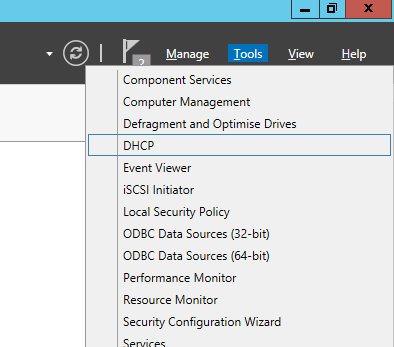 2
Manage Tools View Help
Component Services
Computer Management
Defragment and Optimise Drives
DHCP
Event Viewer
iSCSI Initiator
Local Security Policy
ODBC Data Sources (32-bit)
ODBC Data Sources (64-bit)
Performance Monitor
Resource Monitor
Security Configuration Wizard
Services